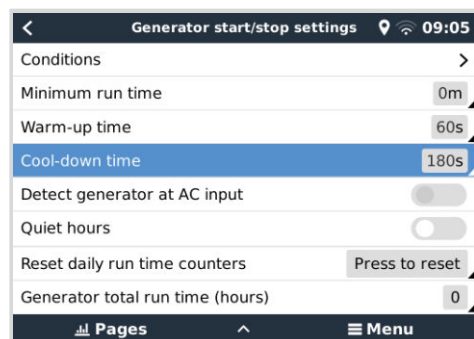 Generator start/stop settings 09:05
Conditions
Minimum run time 0m
Warm-up time 60s
Cool-down time 180s
Detect generator at AC input
Quiet hours
Reset daily run time counters Press to reset
Generator total run time (hours) 0
Pages Menu